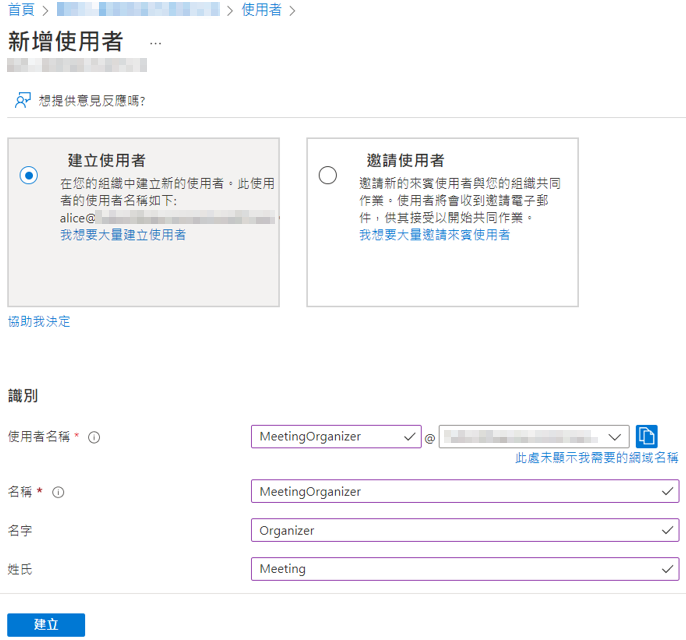 首頁 > > 使用者 >
新增使用者 ...
想提供意見反應嗎?
建立使用者
在您的組織中建立新的使用者。此使用
者的使用者名稱如下:
alice@
我想要大量建立使用者
邀請使用者
邀請新的來賓使用者與您的組織共同
作業。使用者將會收到邀請電子郵
件，供其接受以開始共同作業。
我想要大量邀請來賓使用者
協助我決定
識別
使用者名稱 * MeetingOrganizer @
此處未顯示我需要的網域名稱
名稱 * MeetingOrganizer
名字 Organizer
姓氏 Meeting
建立